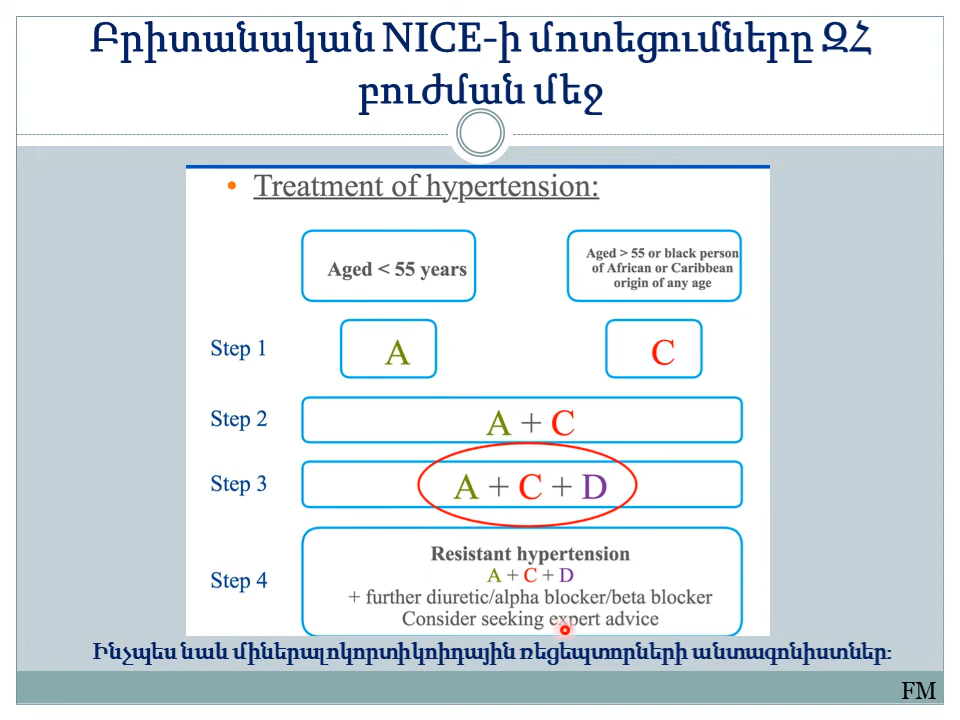 Բրիտանական NICE-ի մոտեցումները ԶՀ
բուժման մեջ
• Treatment of hypertension:
Aged < 55 years
Aged > 55 or black person
of African or Caribbean
origin of any age
Step 1
A
C
Step 2
A + C
Step 3
A + C + D
Step 4
Resistant hypertension
A + C + D
+ further diuretic/alpha blocker/beta blocker
Consider seeking expert advice
Ինչպես նաև միներալոկորտիկոիդային ռեցեպտորների անտագոնիստներ:
FM